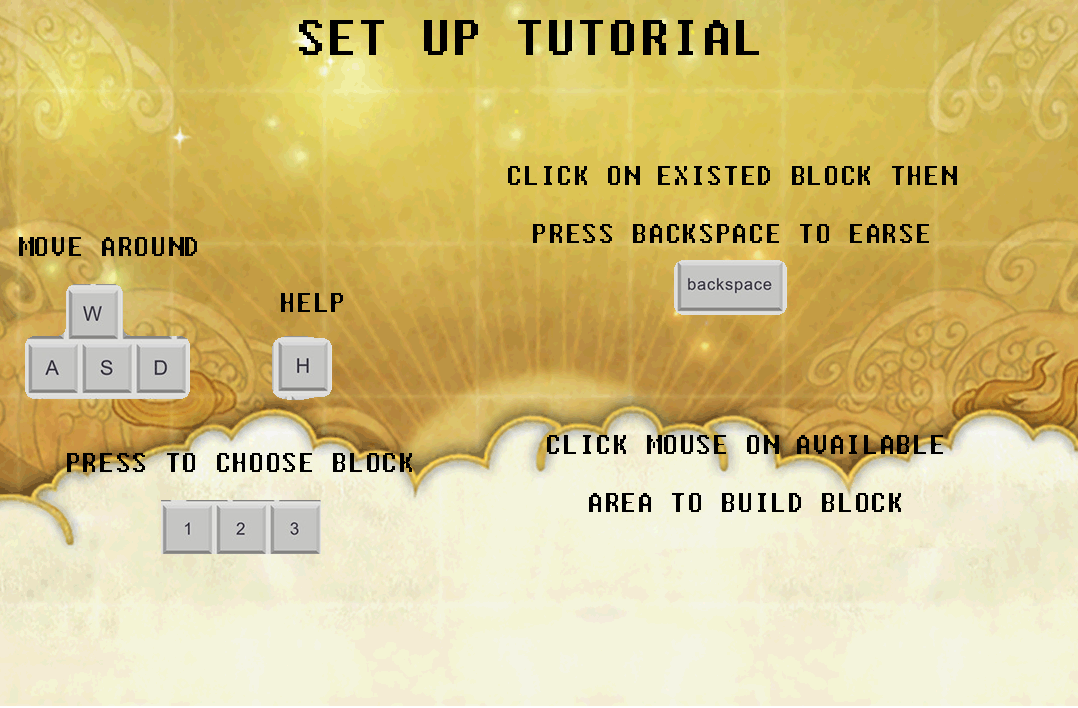 SET UP TUTORIAL
CLICK ON EXISTED BLOCK THEN
PRESS BACKSPACE TO EARSE
backspace
MOVE AROUND
W
A S D
HELP
H
PRESS TO CHOOSE BLOCK
1 2 3
CLICK MOUSE ON AVAILABLE
AREA TO BUILD BLOCK